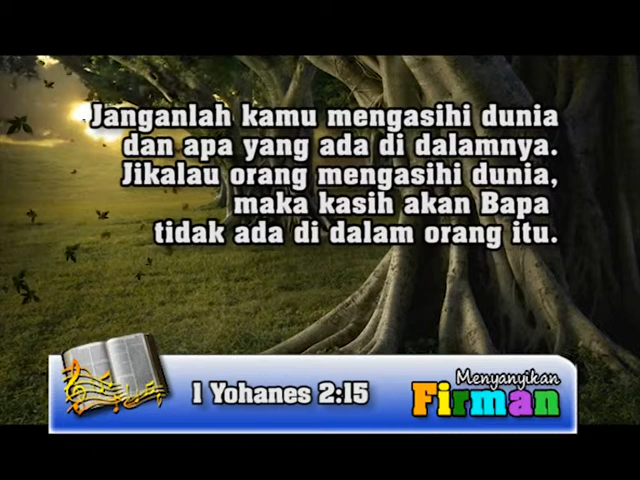 Janganlah kamu mengasihi dunia
dan apa yang ada di dalamnya.
Jikalau orang mengasihi dunia,
maka kasih akan Bapa
tidak ada di dalam orang itu.
1 Yohanes 2:15
Menyanyikan
Firman